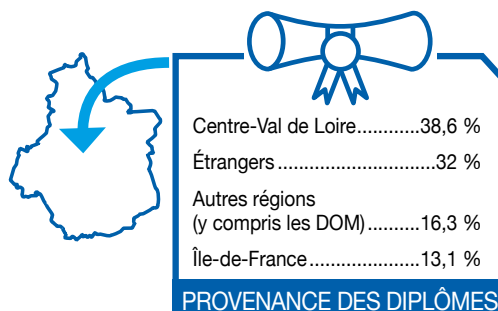 Centre-Val de Loire............38,6 %
Étrangers............................32 %
Autres régions
(y compris les DOM)..........16,3 %
Île-de-France.....................13,1 %
PROVENANCE DES DIPLÔMES